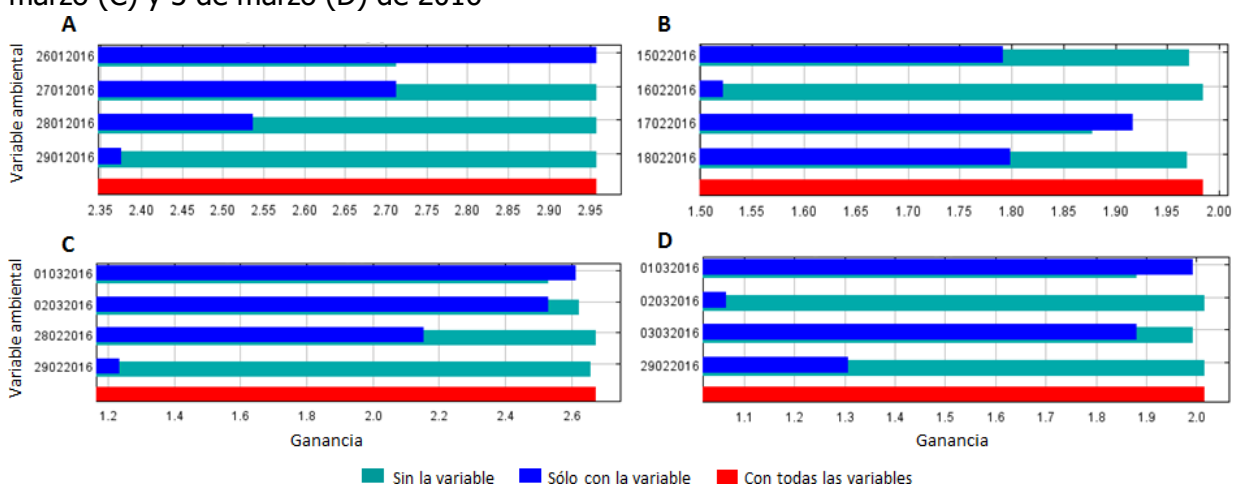 marzo (C) y 3 de marzo (D) de 2016
A
Variable ambiental
26012016
27012016
28012016
29012016
2.35 2.40 2.45 2.50 2.55 2.60 2.65 2.70 2.75 2.80 2.85 2.90 2.95
B
15022016
16022016
17022016
18022016
1.50 1.55 1.60 1.65 1.70 1.75 1.80 1.85 1.90 1.95 2.00
C
Variable ambiental
01032016
02032016
28022016
29022016
1.2 1.4 1.6 1.8 2.0 2.2 2.4 2.6
Ganancia
D
01032016
02032016
03032016
29022016
1.1 1.2 1.3 1.4 1.5 1.6 1.7 1.8 1.9 2.0
Ganancia
Sin la variable Sólo con la variable Con todas las variables